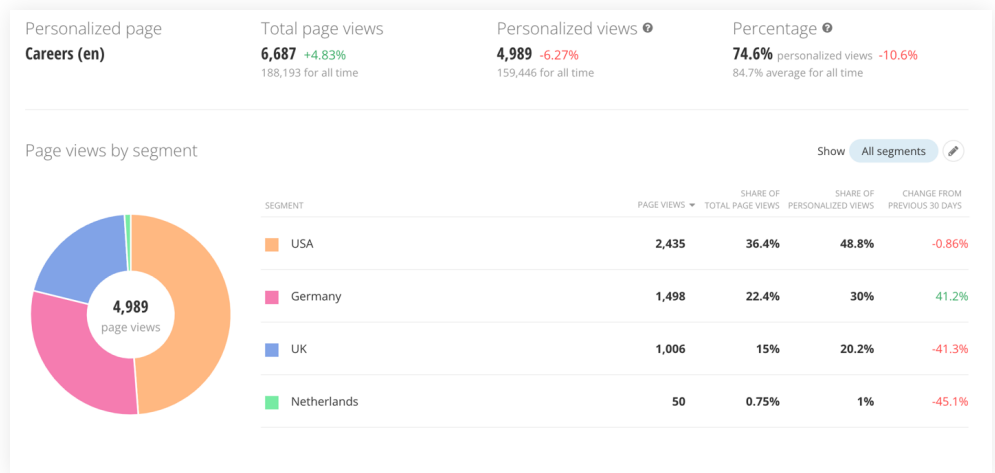 Personalized page
Careers (en)
Total page views
6,687 +4.83%
188,193 for all time
Personalized views ?
4,989 -6.27%
159,446 for all time
Percentage ?
74.6% personalized views -10.6%
84.7% average for all time
Page views by segment
Show All segments
4,989
page views
SEGMENT
PAGE VIEWS
SHARE OF
TOTAL PAGE VIEWS
SHARE OF
PERSONALIZED VIEWS
CHANGE FROM
PREVIOUS 30 DAYS
USA 2,435 36.4% 48.8% -0.86%
Germany 1,498 22.4% 30% 41.2%
UK 1,006 15% 20.2% -41.3%
Netherlands 50 0.75% 1% -45.1%